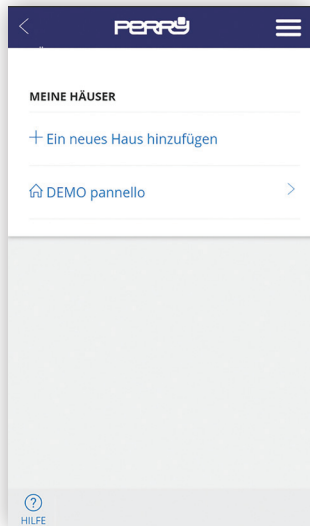 PERRY
MEINE HÄUSER
Ein neues Haus hinzufügen
DEMO pannello
HILFE